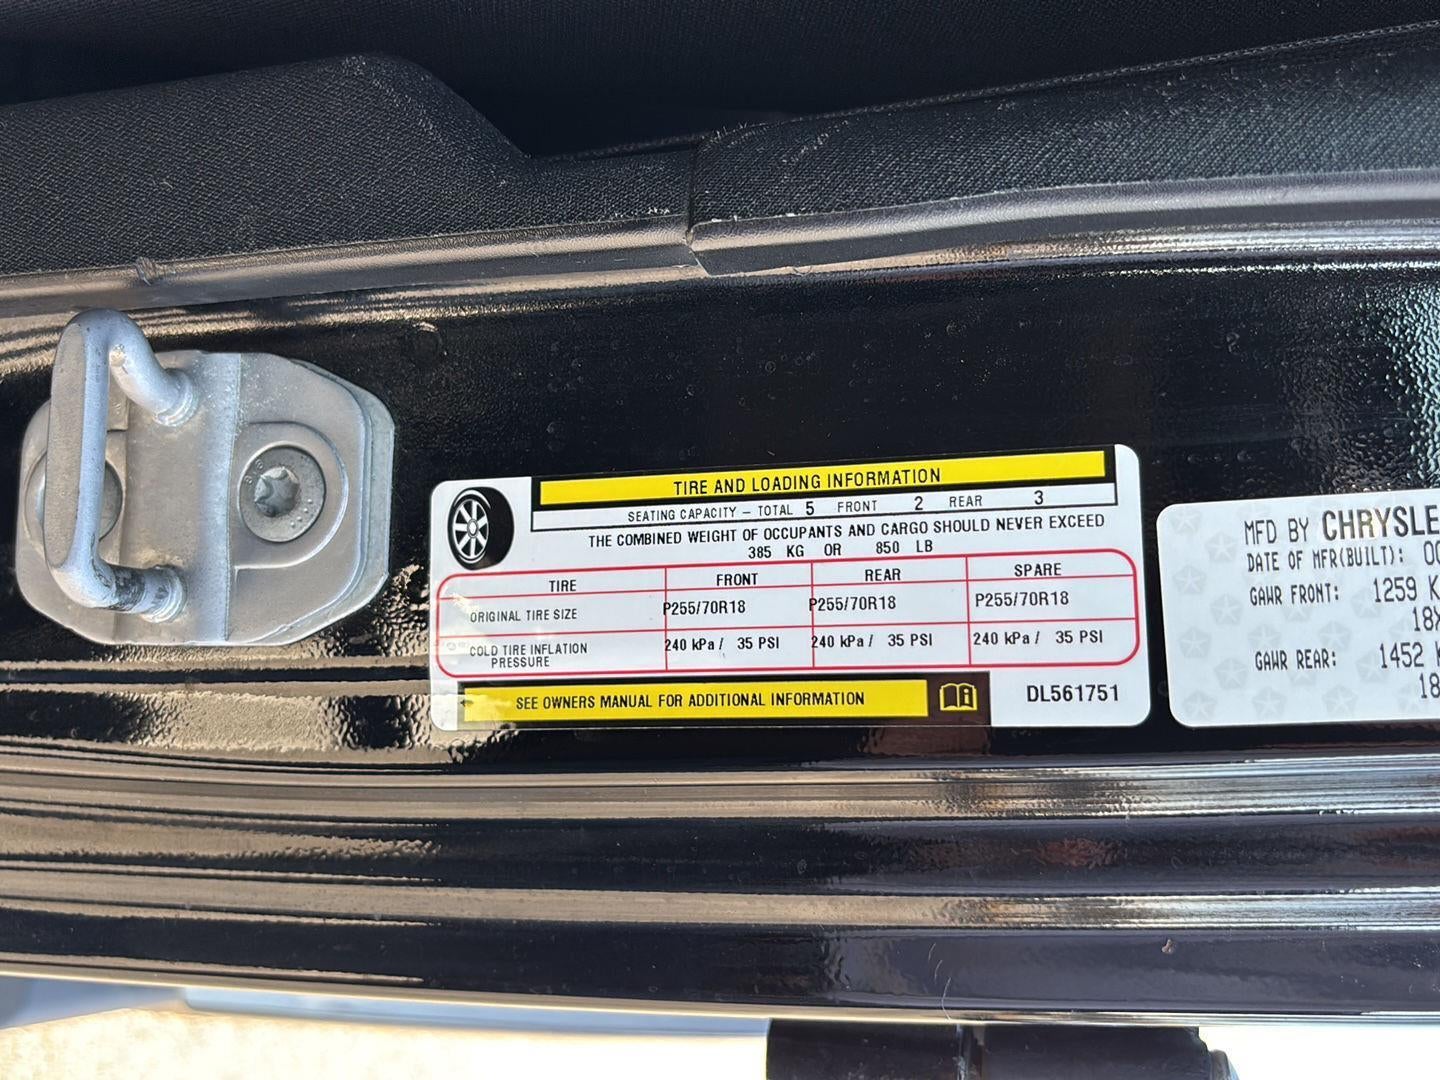 TIRE AND LOADING INFORMATION
SEATING CAPACITY – TOTAL 5 FRONT 2 REAR 3
THE COMBINED WEIGHT OF OCCUPANTS AND CARGO SHOULD NEVER EXCEED
385 KG OR 850 LB
TIRE FRONT REAR SPARE
ORIGINAL TIRE SIZE P255/70R18 P255/70R18 P255/70R18
COLD TIRE INFLATION PRESSURE 240 kPa / 35 PSI 240 kPa / 35 PSI 240 kPa / 35 PSI
SEE OWNERS MANUAL FOR ADDITIONAL INFORMATION
DL561751
MFD BY CHRYSLE
DATE OF MFR(BUILT):
GAWR FRONT: 1259 K
18X
GAWR REAR: 1452 K
18